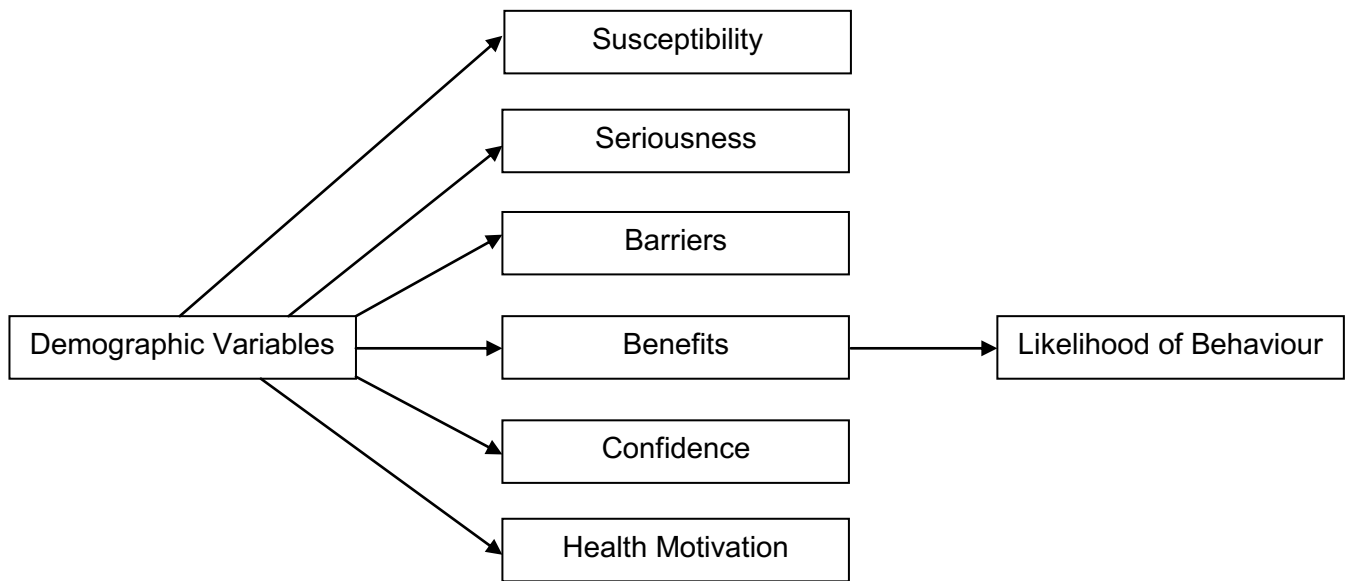 Susceptibility
Seriousness
Barriers
Demographic Variables
Benefits
Likelihood of Behaviour
Confidence
Health Motivation